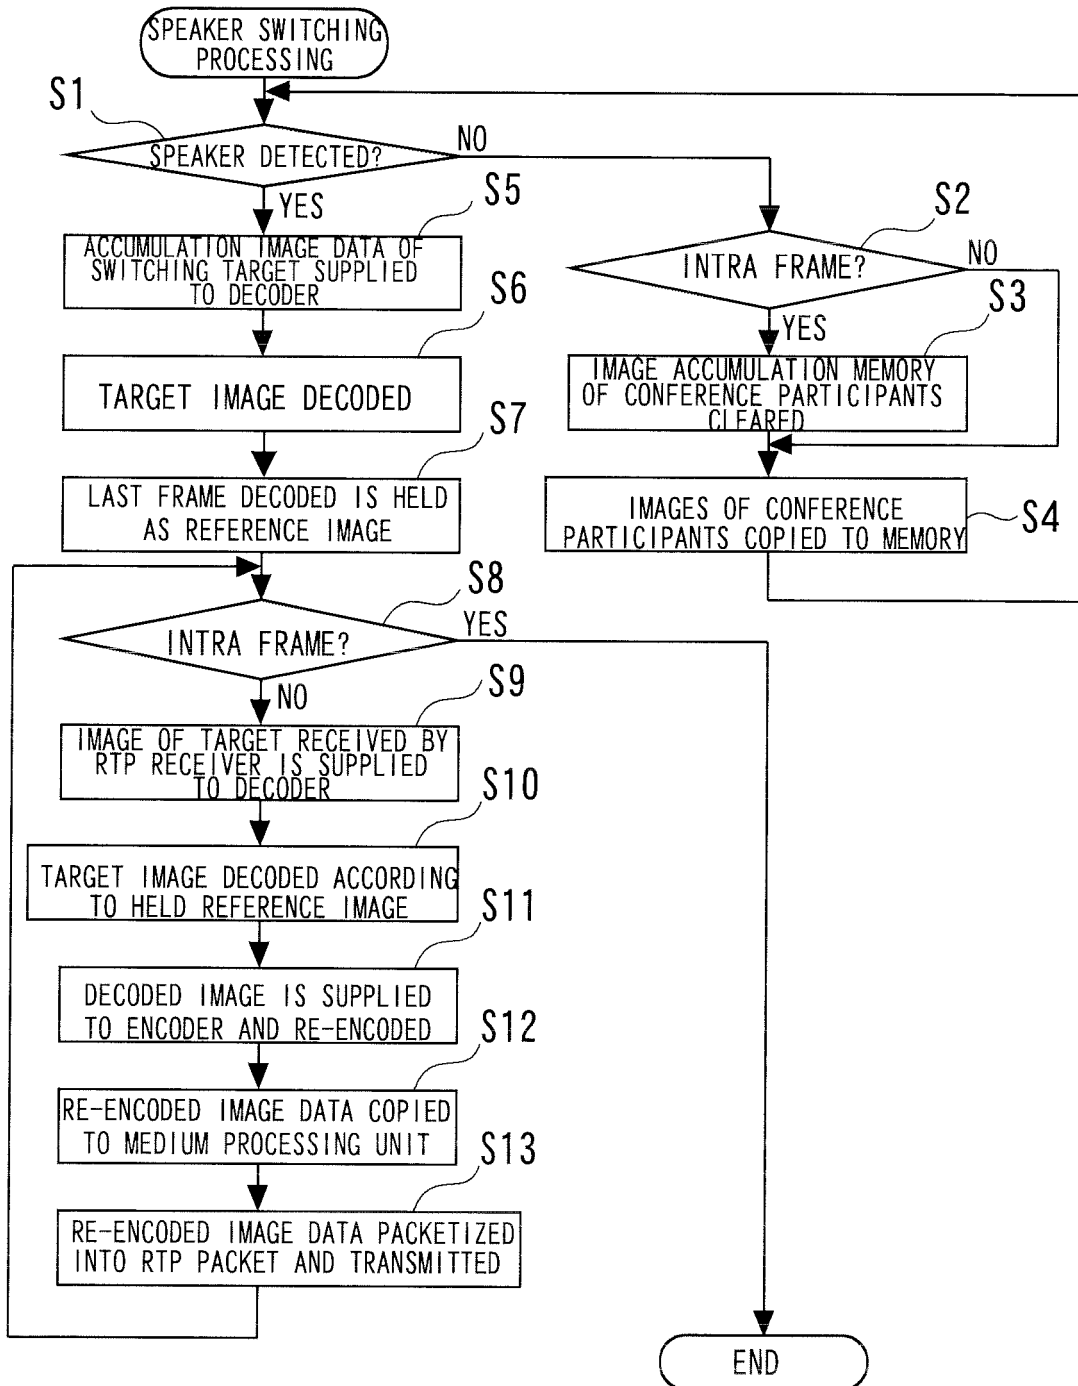 SPEAKER SWITCHING
PROCESSING
S1
SPEAKER DETECTED?
NO
YES
S5
ACCUMULATION IMAGE DATA OF
SWITCHING TARGET SUPPLIED
TO DECODER
S6
TARGET IMAGE DECODED
S7
LAST FRAME DECODED IS HELD
AS REFERENCE IMAGE
S2
INTRA FRAME?
NO
YES
S3
IMAGE ACCUMULATION MEMORY
OF CONFERENCE PARTICIPANTS
CLEARED
IMAGES OF CONFERENCE
PARTICIPANTS COPIED TO MEMORY
S4
S8
INTRA FRAME?
YES
NO
S9
IMAGE OF TARGET RECEIVED BY
RTP RECEIVER IS SUPPLIED
TO DECODER
S10
TARGET IMAGE DECODED ACCORDING
TO HELD REFERENCE IMAGE
S11
DECODED IMAGE IS SUPPLIED
TO ENCODER AND RE-ENCODED
S12
RE-ENCODED IMAGE DATA COPIED
TO MEDIUM PROCESSING UNIT
S13
RE-ENCODED IMAGE DATA PACKETIZED
INTO RTP PACKET AND TRANSMITTED
END